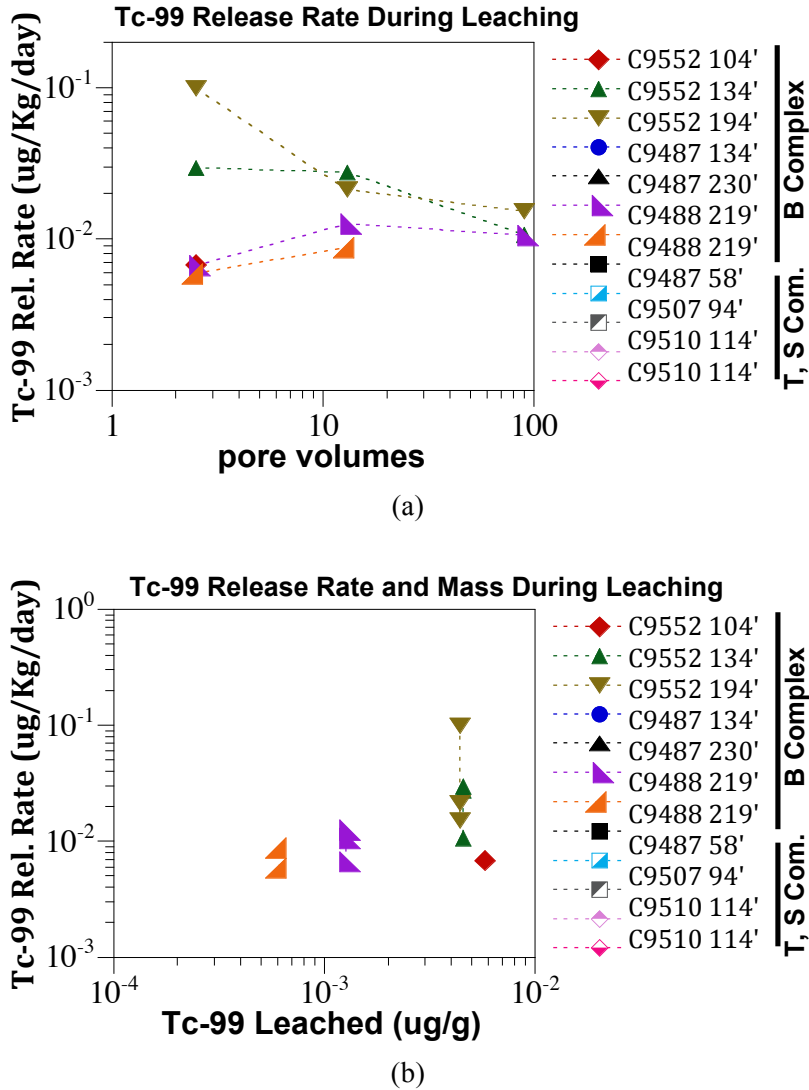 Tc-99 Release Rate During Leaching
Tc-99 Rel. Rate (ug/Kg/day)
10⁻¹
10⁻²
10⁻³
1
10
100
pore volumes
C9552 104'
C9552 134'
C9552 194'
C9487 134'
C9487 230'
C9488 219'
C9488 219'
C9487 58'
C9507 94'
C9510 114'
C9510 114'
B Complex
T, S Com.
(a)
Tc-99 Release Rate and Mass During Leaching
Tc-99 Rel. Rate (ug/Kg/day)
10⁰
10⁻¹
10⁻²
10⁻³
10⁻⁴
10⁻³
10⁻²
Tc-99 Leached (ug/g)
C9552 104'
C9552 134'
C9552 194'
C9487 134'
C9487 230'
C9488 219'
C9488 219'
C9487 58'
C9507 94'
C9510 114'
C9510 114'
B Complex
T, S Com.
(b)